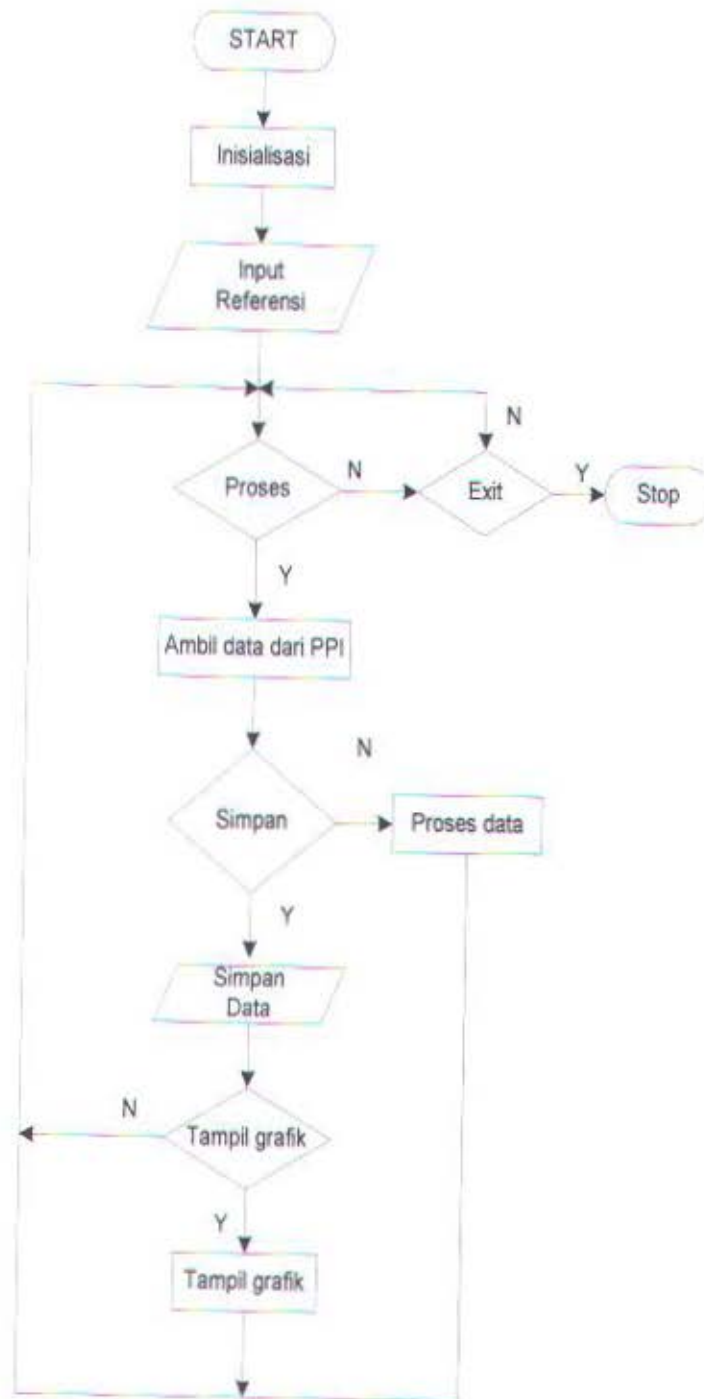 START
Inisialisasi
Input
Referensi
N
Proses
N
Exit
Y
Stop
Y
Ambil data dari PPI
N
Simpan
Proses data
Y
Simpan
Data
N
Tampil grafik
Y
Tampil grafik